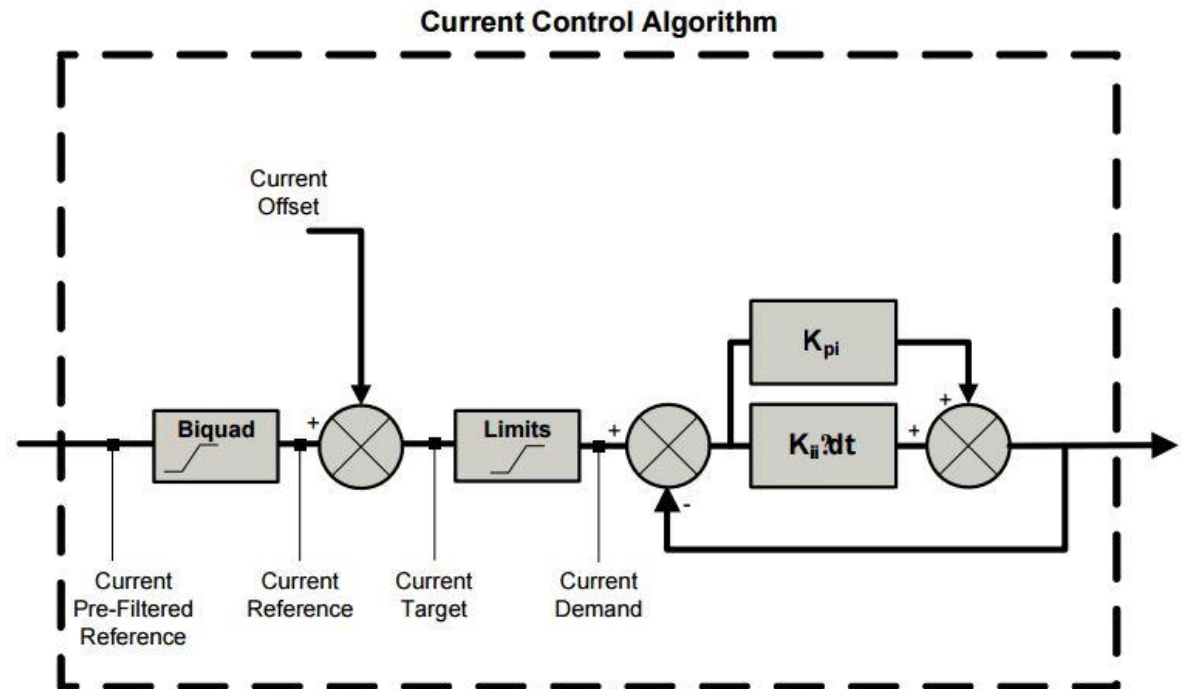 Current Control Algorithm
Current
Offset
Kpi
+
Biquad
+
Limits
+
Kii?dt
+
-
Current
Pre-Filtered
Reference
Current
Reference
Current
Target
Current
Demand